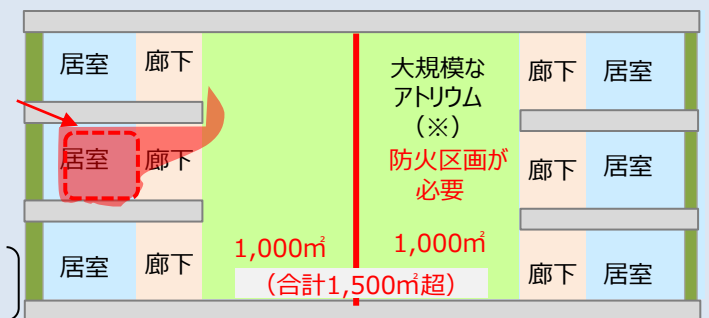 居室
廊下
大規模な
アトリウム
（※）
防火区画が
必要
廊下
居室
居室
廊下
廊下
居室
居室
廊下
1,000㎡
1,000㎡
（合計1,500㎡超）
廊下
居室